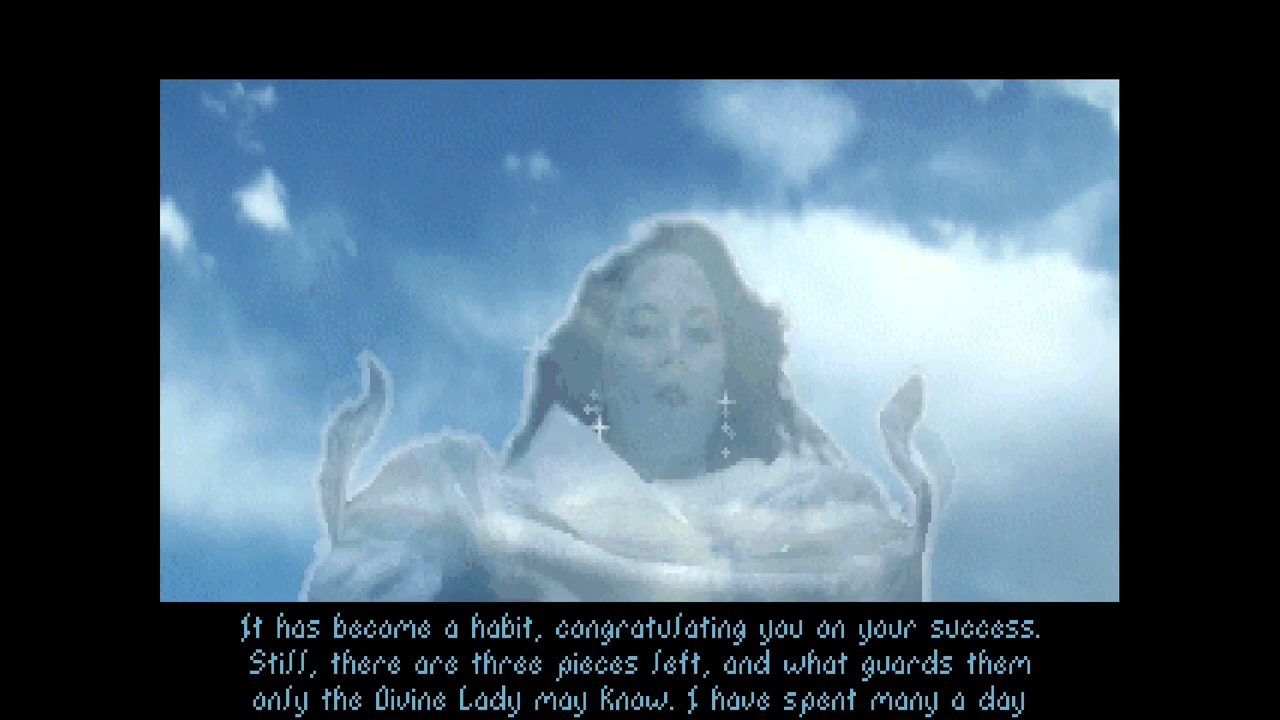 It has become a habit, congratulating you on your success.
Still, there are three pieces left, and what guards them
only the Divine Lady may know. I have spent many a day